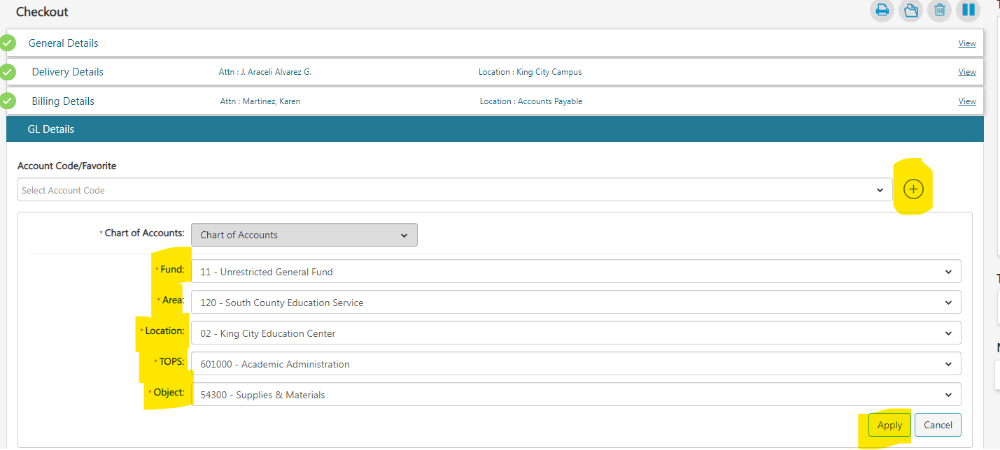 Checkout
General Details View
Delivery Details Attn : J. Araceli Alvarez G. Location : King City Campus View
Billing Details Attn : Martinez, Karen Location : Accounts Payable View
GL Details
Account Code/Favorite
Select Account Code
* Chart of Accounts: Chart of Accounts
* Fund: 11 - Unrestricted General Fund
* Area: 120 - South County Education Service
* Location: 02 - King City Education Center
* TOPS: 601000 - Academic Administration
* Object: 54300 - Supplies & Materials
Apply Cancel